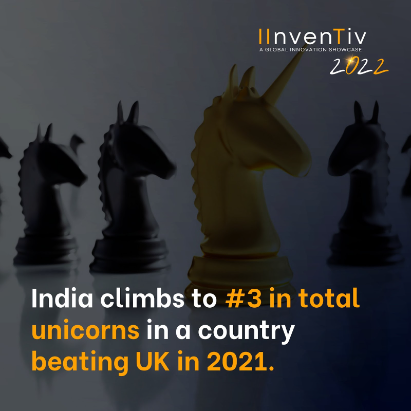 IInvenTiv
A GLOBAL INNOVATION SHOWCASE
2022
India climbs to #3 in total
unicorns in a country
beating UK in 2021.